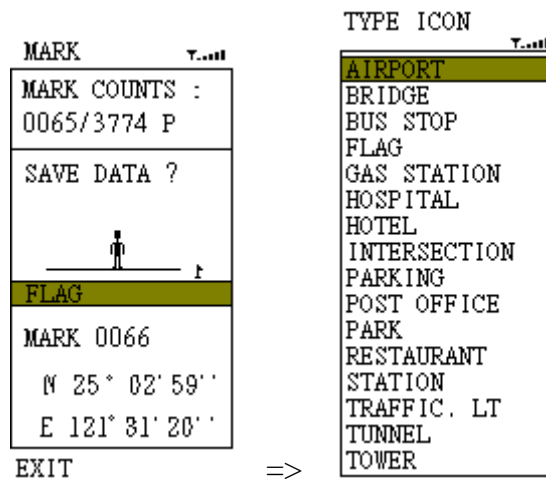 MARK
MARK COUNTS :
0065/3774 P
SAVE DATA ?
FLAG
MARK 0066
N 25° 02' 59''
E 121° 31' 20''
EXIT
=>
TYPE ICON
AIRPORT
BRIDGE
BUS STOP
FLAG
GAS STATION
HOSPITAL
HOTEL
INTERSECTION
PARKING
POST OFFICE
PARK
RESTAURANT
STATION
TRAFFIC. LT
TUNNEL
TOWER